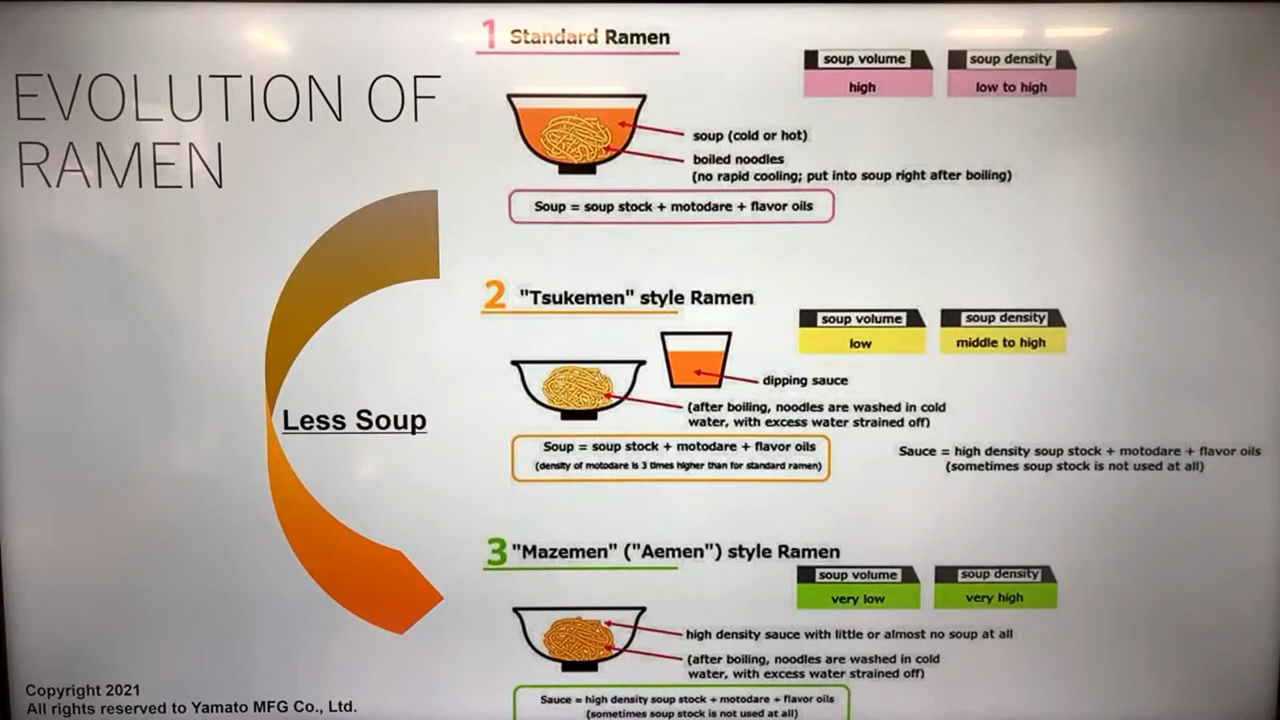 EVOLUTION OF
RAMEN
Less Soup
1 Standard Ramen
soup volume
high
soup density
low to high
soup (cold or hot)
boiled noodles
(no rapid cooling; put into soup right after boiling)
Soup = soup stock + motodare + flavor oils
2 "Tsukemen" style Ramen
soup volume
low
soup density
middle to high
dipping sauce
(after boiling, noodles are washed in cold
water, with excess water strained off)
Soup = soup stock + motodare + flavor oils
(density of motodare is 3 times higher than for standard ramen)
Sauce = high density soup stock + motodare + flavor oils
(sometimes soup stock is not used at all)
3 "Mazemen" ("Aemen") style Ramen
soup volume
very low
soup density
very high
high density sauce with little or almost no soup at all
(after boiling, noodles are washed in cold
water, with excess water strained off)
Sauce = high density soup stock + motodare + flavor oils
(sometimes soup stock is not used at all)
Copyright 2021
All rights reserved to Yamato MFG Co., Ltd.